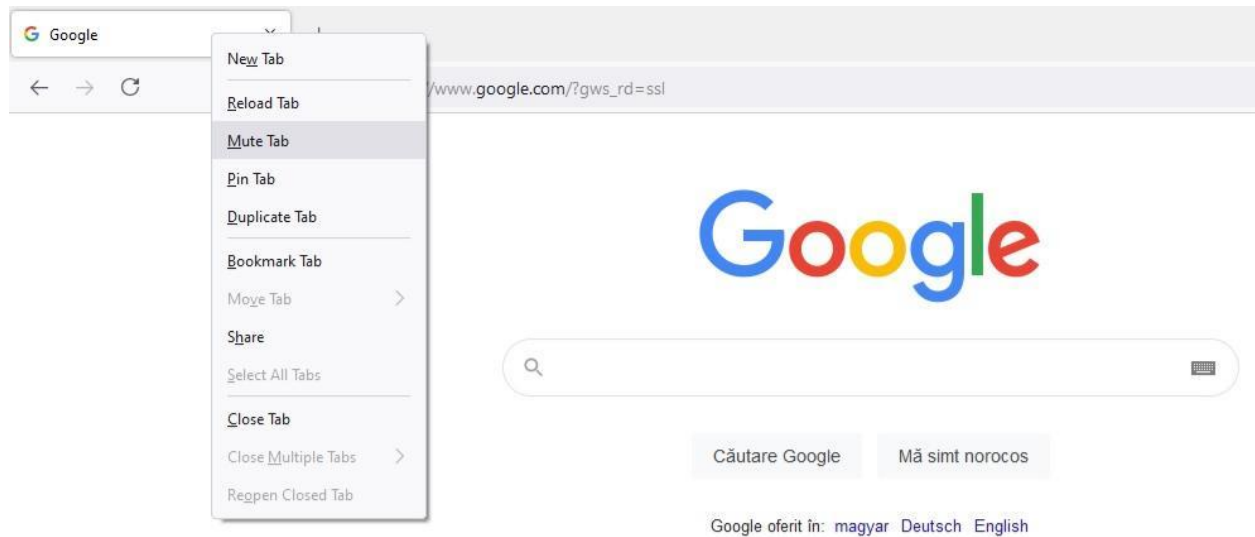 Google
New Tab
/www.google.com/?gws_rd=ssl
Reload Tab
Mute Tab
Pin Tab
Duplicate Tab
Bookmark Tab
Move Tab
Share
Select All Tabs
Close Tab
Close Multiple Tabs
Reopen Closed Tab
Google
Căutare Google
Mă simt norocos
Google oferit în: magyar Deutsch English